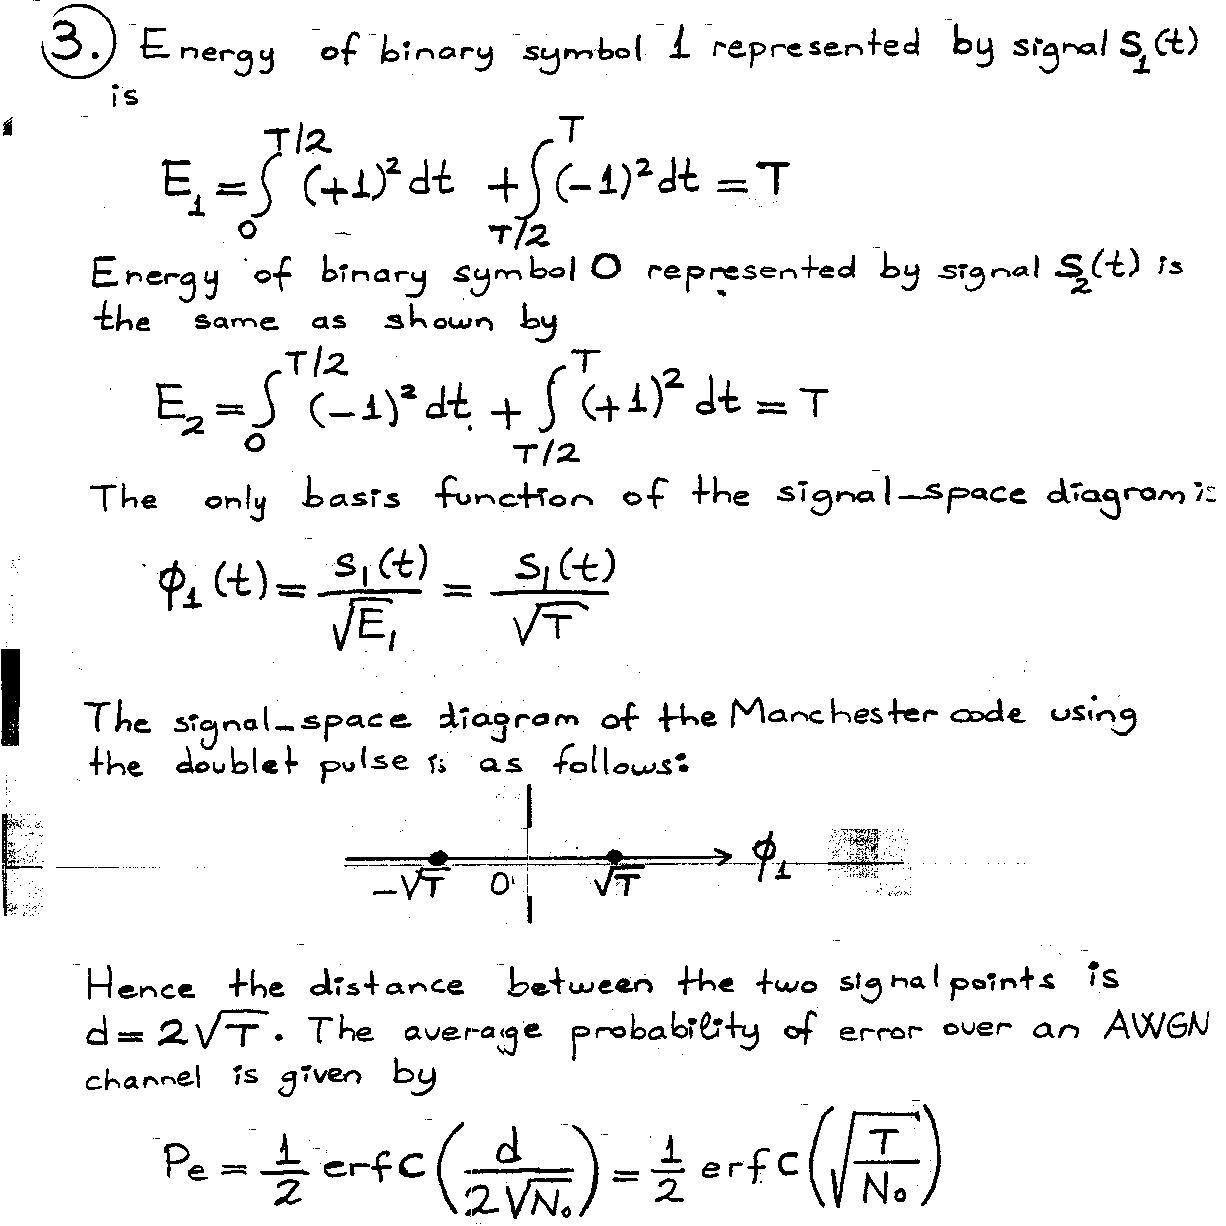 3. Energy of binary symbol 1 represented by signal S₁(t)
is
E₁ = ∫₀^(T/2) (+1)² dt + ∫_(T/2)^T (-1)² dt = T
Energy of binary symbol 0 represented by signal S₂(t) is
the same as shown by
E₂ = ∫₀^(T/2) (-1)² dt + ∫_(T/2)^T (+1)² dt = T
The only basis function of the signal-space diagram is
ϕ₁(t) = s₁(t)/√E₁ = s₁(t)/√T
The signal-space diagram of the Manchester code using
the doublet pulse is as follows:
-√T 0 √T ϕ₁
Hence the distance between the two signal points is
d = 2√T. The average probability of error over an AWGN
channel is given by
Pe = 1/2 erfc(d/(2√N₀)) = 1/2 erfc(√(T/N₀))